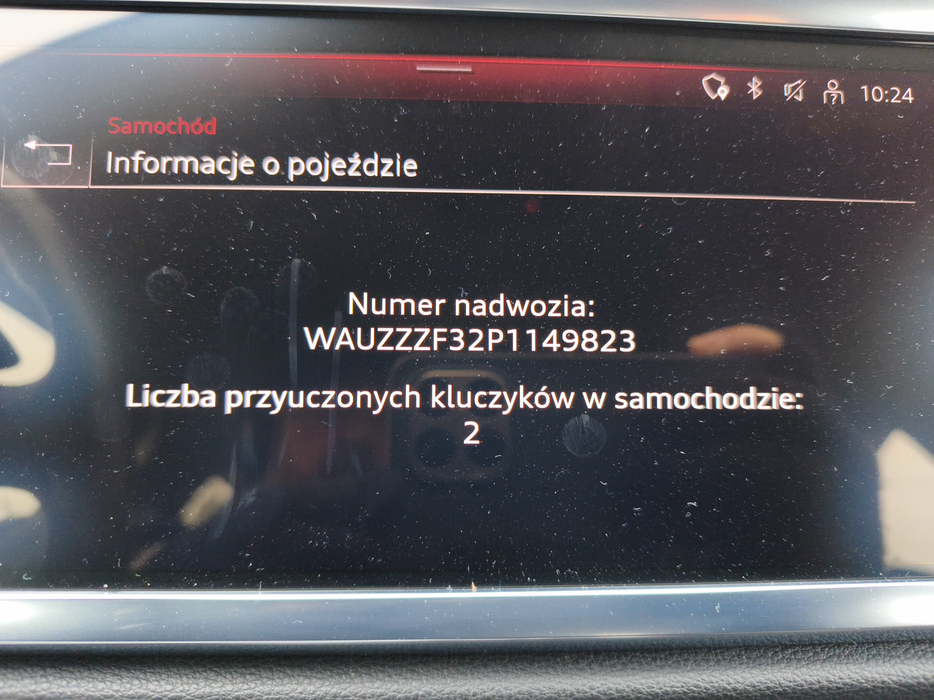 10:24
Samochód
Informacje o pojeździe
Numer nadwozia:
WAUZZZF32P1149823
Liczba przyuczonych kluczyków w samochodzie:
2